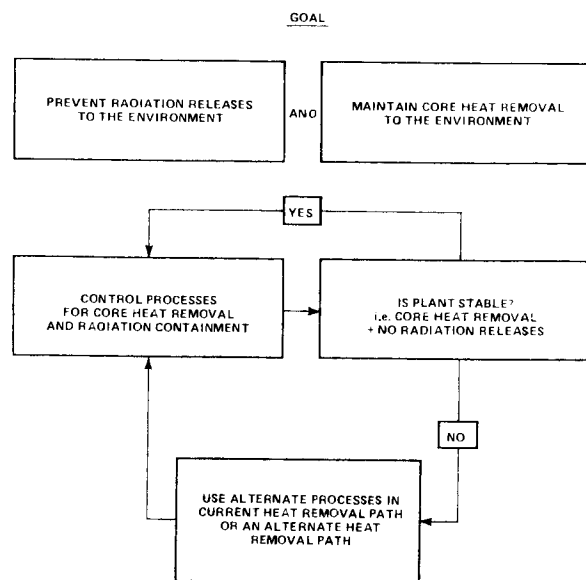 GOAL
PREVENT RADIATION RELEASES
TO THE ENVIRONMENT
AND
MAINTAIN CORE HEAT REMOVAL
TO THE ENVIRONMENT
YES
CONTROL PROCESSES
FOR CORE HEAT REMOVAL
AND RADIATION CONTAINMENT
IS PLANT STABLE?
i.e. CORE HEAT REMOVAL
+ NO RADIATION RELEASES
NO
USE ALTERNATE PROCESSES IN
CURRENT HEAT REMOVAL PATH
OR AN ALTERNATE HEAT
REMOVAL PATH